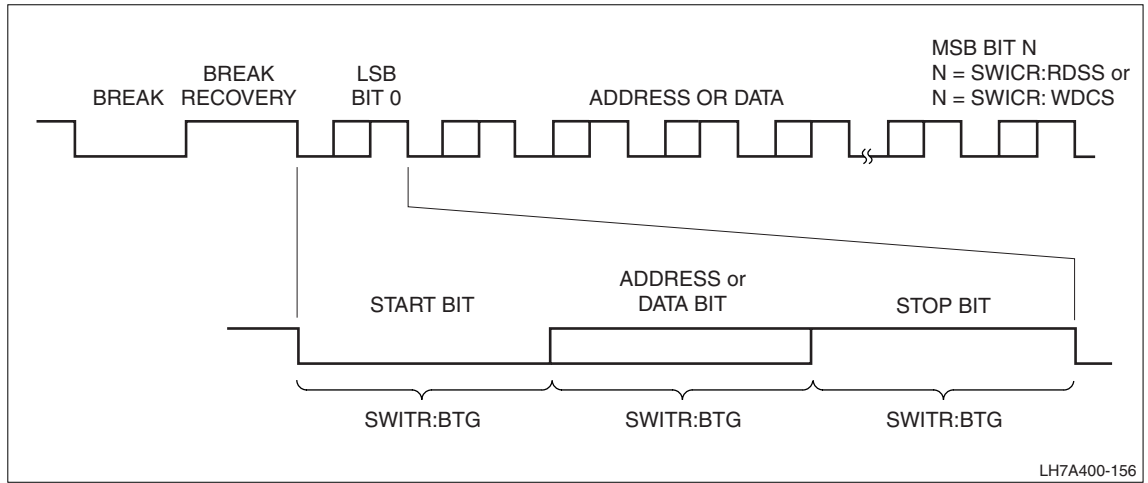 BREAK
BREAK
RECOVERY
LSB
BIT 0
ADDRESS OR DATA
MSB BIT N
N = SWICR:RDSS or
N = SWICR: WDCS
START BIT
ADDRESS or
DATA BIT
STOP BIT
SWITR:BTG
SWITR:BTG
SWITR:BTG
LH7A400-156